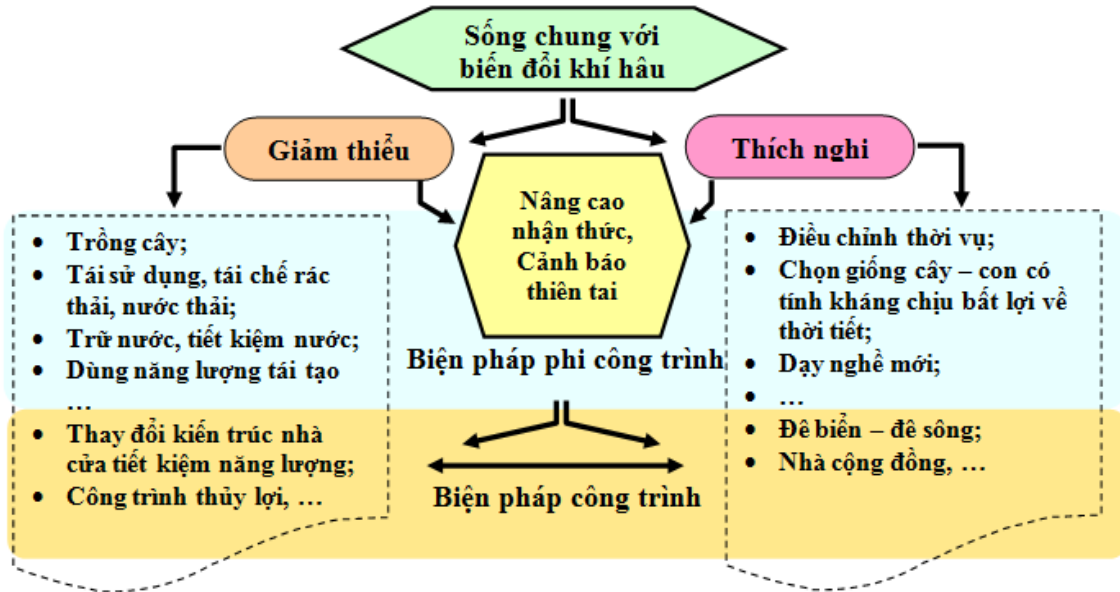 Sống chung với
biến đổi khí hâu
Giảm thiểu
Thích nghi
Nâng cao
nhận thức,
Cảnh báo
thiên tai
• Trồng cây;
• Tái sử dụng, tái chế rác
thải, nước thải;
• Trữ nước, tiết kiệm nước;
• Dùng năng lượng tái tạo
...
• Thay đổi kiến trúc nhà
cửa tiết kiệm năng lượng;
• Công trình thủy lợi, ...
Biện pháp phi công trình
Biện pháp công trình
• Điều chỉnh thời vụ;
• Chọn giống cây – con có
tính kháng chịu bất lợi về
thời tiết;
• Dạy nghề mới;
• ...
• Đê biển – đê sông;
• Nhà cộng đồng, ...